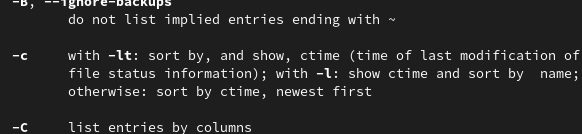 -B, --ignore-backups
do not list implied entries ending with ~
-c with -lt: sort by, and show, ctime (time of last modification of
file status information); with -l: show ctime and sort by name;
otherwise: sort by ctime, newest first
-C list entries by columns